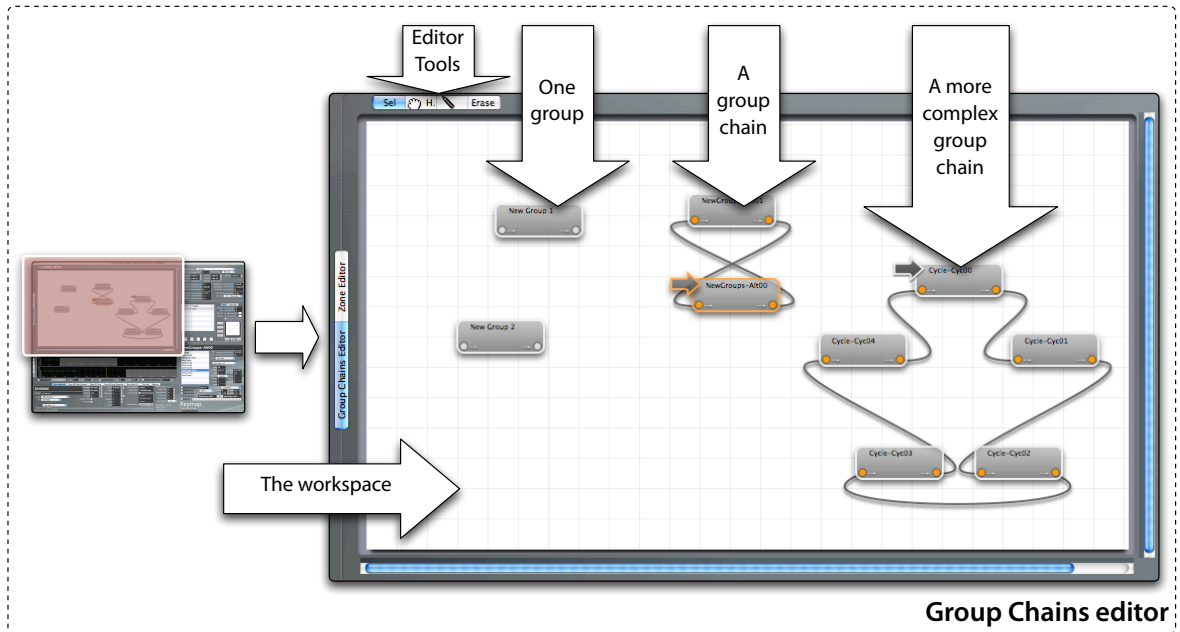 Editor
Tools
One
group
A
group
chain
A more
complex
group
chain
Sel H. Erase
New Group 1
NewGroups-
Cycle-Cyc00
Zone Editor
NewGroups-Alt00
New Group 2
Cycle-Cyc04
Cycle-Cyc01
Group Chains Editor
Cycle-Cyc03
Cycle-Cyc02
The workspace
Group Chains editor